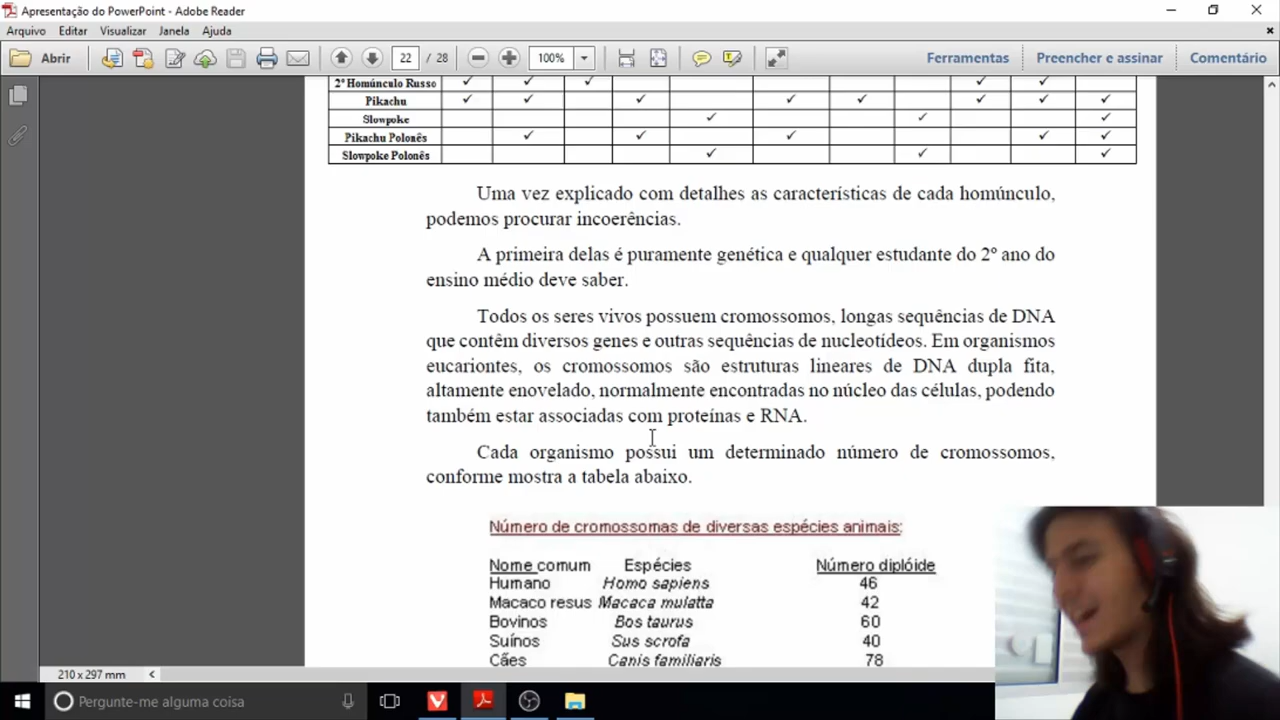 Apresentação do PowerPoint - Adobe Reader
Arquivo Editar Visualizar Janela Ajuda
Abrir 22 / 28 100% Ferramentas Preencher e assinar Comentário
2º Homúnculo Russo ✓ ✓ ✓ ✓ ✓
Pikachu ✓ ✓ ✓ ✓ ✓ ✓ ✓ ✓
Slowpoke ✓ ✓ ✓
Pikachu Polonês ✓ ✓ ✓ ✓ ✓
Slowpoke Polonês ✓ ✓ ✓
Uma vez explicado com detalhes as características de cada homúnculo,
podemos procurar incoerências.
A primeira delas é puramente genética e qualquer estudante do 2º ano do
ensino médio deve saber.
Todos os seres vivos possuem cromossomos, longas sequências de DNA
que contêm diversos genes e outras sequências de nucleotídeos. Em organismos
eucariontes, os cromossomos são estruturas lineares de DNA dupla fita,
altamente enovelado, normalmente encontradas no núcleo das células, podendo
também estar associadas com proteínas e RNA.
Cada organismo possui um determinado número de cromossomos,
conforme mostra a tabela abaixo.
Número de cromossomas de diversas espécies animais:
Nome comum Espécies Número diplóide
Humano Homo sapiens 46
Macaco resus Macaca mulatta 42
Bovinos Bos taurus 60
Suínos Sus scrofa 40
Cães Canis familiaris 78
210 x 297 mm
Pergunte-me alguma coisa